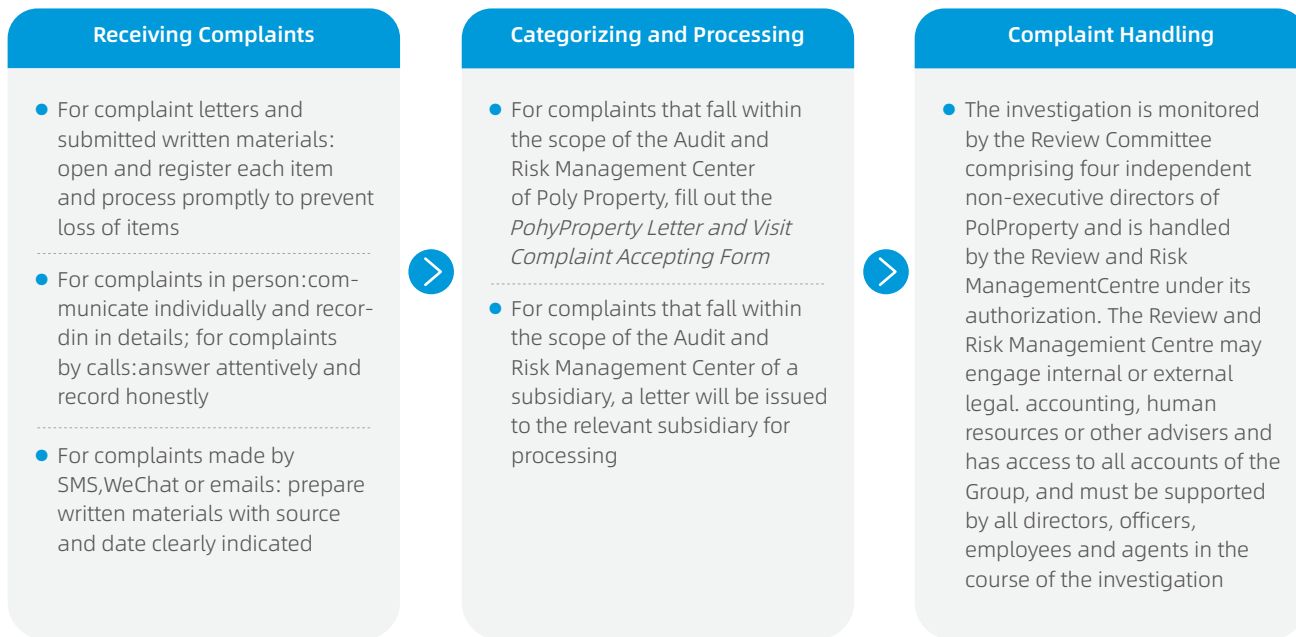 Receiving Complaints
For complaint letters and
submitted written materials:
open and register each item
and process promptly to prevent
loss of items
For complaints in person:com-
municate individually and recor-
din in details; for complaints
by calls:answer attentively and
record honestly
For complaints made by
SMS,WeChat or emails: prepare
written materials with source
and date clearly indicated
Categorizing and Processing
For complaints that fall within
the scope of the Audit and
Risk Management Center
of Poly Property, fill out the
PohyProperty Letter and Visit
Complaint Accepting Form
For complaints that fall within
the scope of the Audit and
Risk Management Center of a
subsidiary, a letter will be issued
to the relevant subsidiary for
processing
Complaint Handling
The investigation is monitored
by the Review Committee
comprising four independent
non-executive directors of
PolProperty and is handled
by the Review and Risk
ManagementCentre under its
authorization. The Review and
Risk Managemient Centre may
engage internal or external
legal. accounting, human
resources or other advisers and
has access to all accounts of the
Group, and must be supported
by all directors, officers,
employees and agents in the
course of the investigation